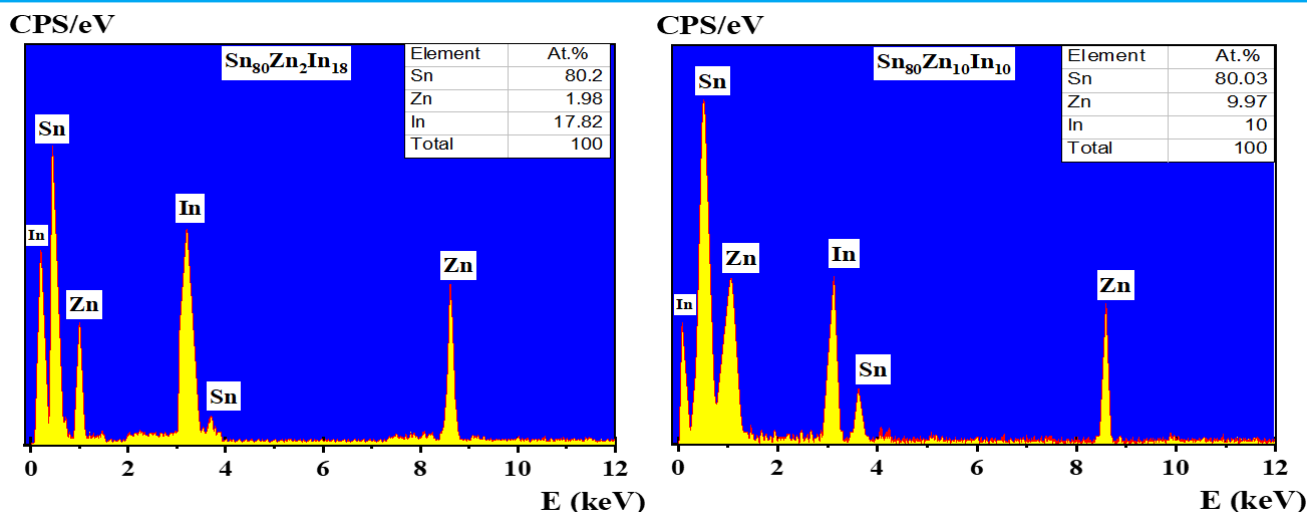 CPS/eV
Sn₈₀Zn₂In₁₈
Element At.%
Sn 80.2
Zn 1.98
In 17.82
Total 100
Sn
In
In
Zn
Zn
Sn
0 2 4 6 8 10 12
E (keV)
CPS/eV
Sn₈₀Zn₁₀In₁₀
Element At.%
Sn 80.03
Zn 9.97
In 10
Total 100
Sn
Zn
In
In
Zn
Sn
0 2 4 6 8 10 12
E (keV)